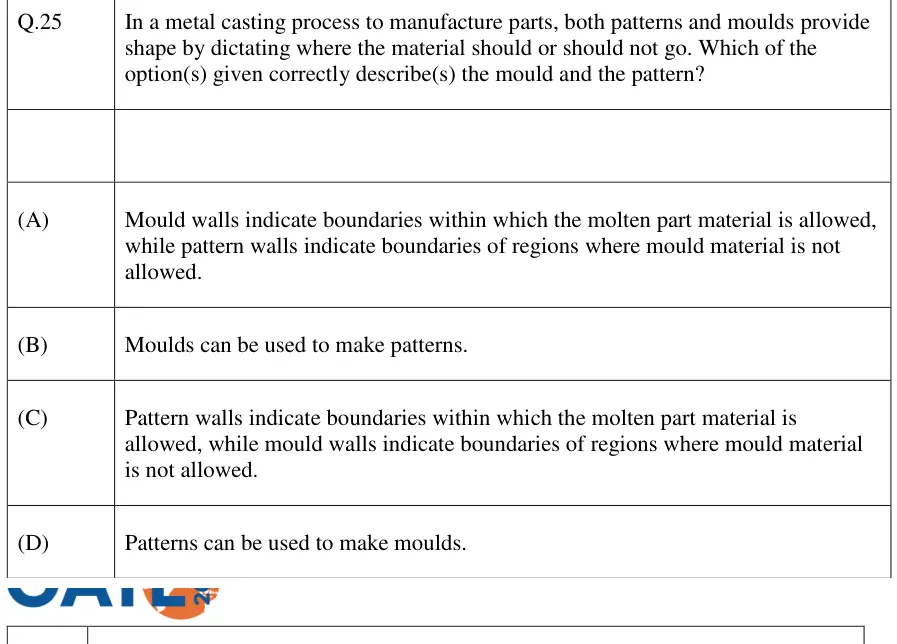 Q.25
In a metal casting process to manufacture parts, both patterns and moulds provide
shape by dictating where the material should or should not go. Which of the
option(s) given correctly describe(s) the mould and the pattern?
(A)
Mould walls indicate boundaries within which the molten part material is allowed,
while pattern walls indicate boundaries of regions where mould material is not
allowed.
(B)
Moulds can be used to make patterns.
(C)
Pattern walls indicate boundaries within which the molten part material is
allowed, while mould walls indicate boundaries of regions where mould material
is not allowed.
(D)
Patterns can be used to make moulds.